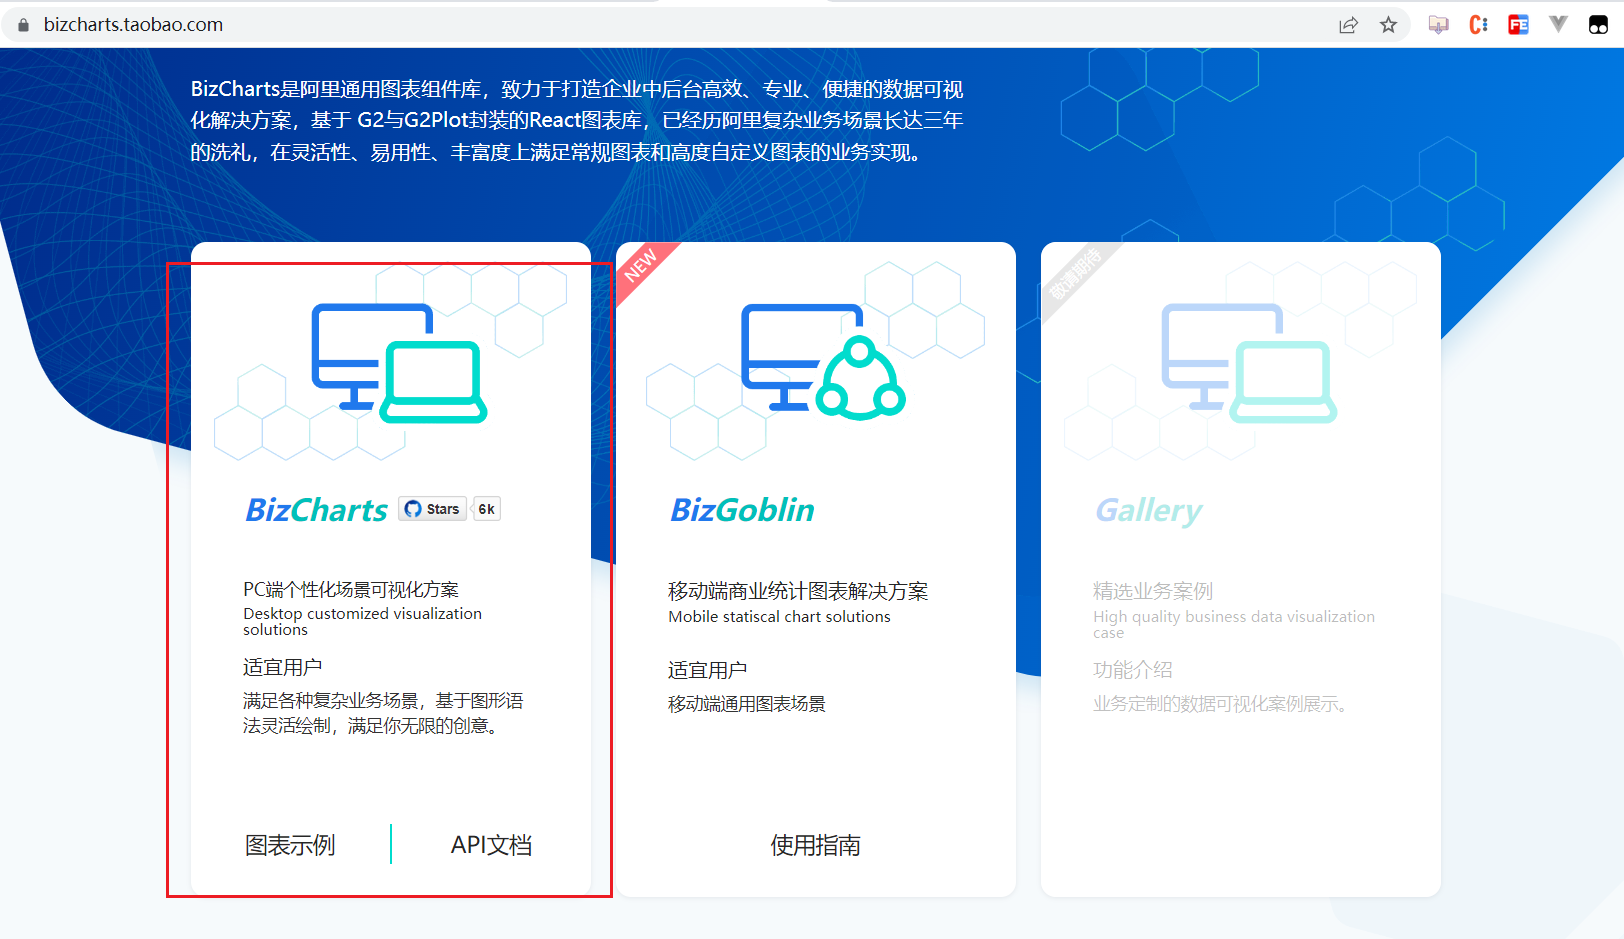 bizcharts.taobao.com
BizCharts是阿里通用图表组件库，致力于打造企业中后台高效、专业、便捷的数据可视
化解决方案，基于 G2与G2Plot封装的React图表库，已经历阿里复杂业务场景长达三年
的洗礼，在灵活性、易用性、丰富度上满足常规图表和高度自定义图表的业务实现。
BizCharts
Stars
6k
PC端个性化场景可视化方案
Desktop customized visualization
solutions
适宜用户
满足各种复杂业务场景，基于图形语
法灵活绘制，满足你无限的创意。
图表示例
API文档
NEW
BizGoblin
移动端商业统计图表解决方案
Mobile statiscal chart solutions
适宜用户
移动端通用图表场景
使用指南
敬请期待
Gallery
精选业务案例
High quality business data visualization
case
功能介绍
业务定制的数据可视化案例展示。